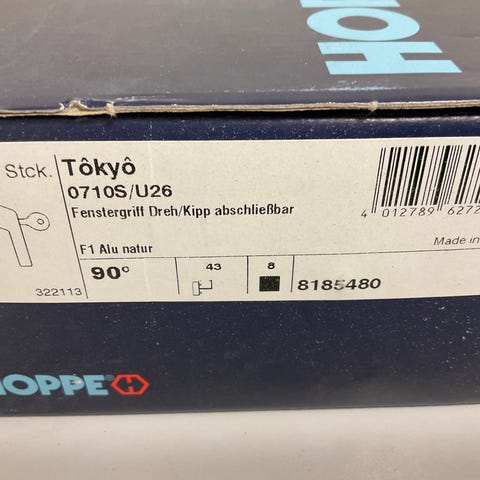 HOPP
Stck. Tôkyô
0710S/U26
Fenstergriff Dreh/Kipp abschließbar
4 012789 6272
F1 Alu natur
Made in
90° 43 8 8185480
322113
HOPPE